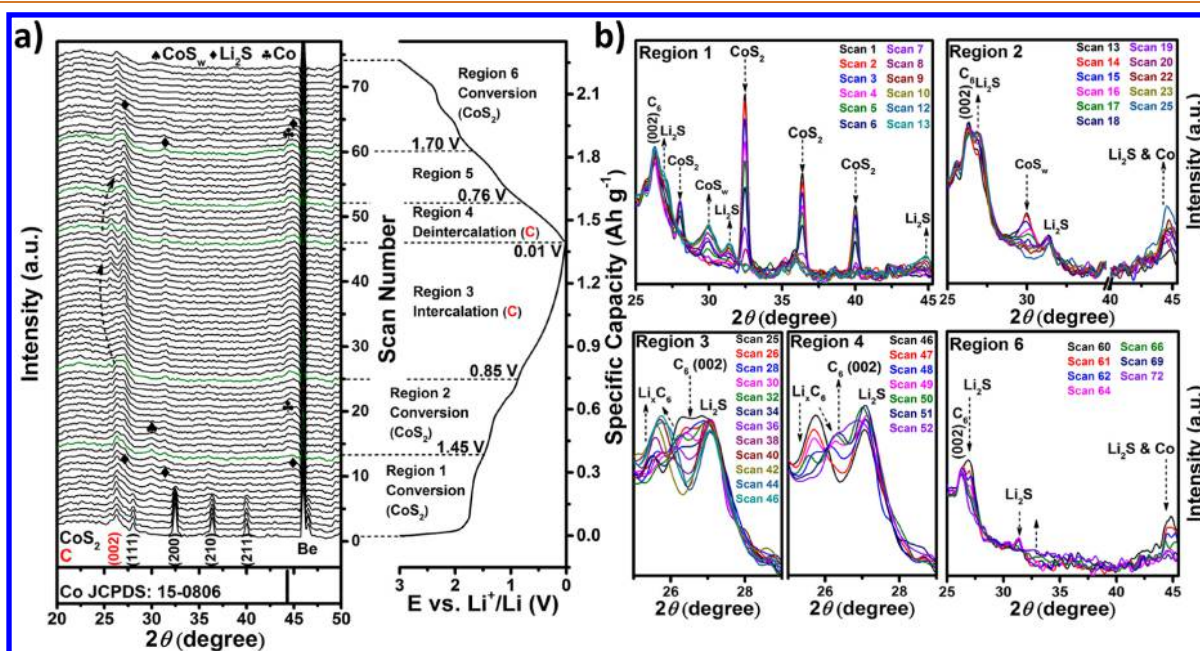 a)
♠CoSw ♦Li2S ♣Co
Intensity (a.u.)
70
60
50
40
30
20
10
0
Scan Number
CoS2
C
(002)
(111)
(200)
(210)
(211)
Be
Co JCPDS: 15-0806
20 25 30 35 40 45 50
2θ (degree)
Region 6
Conversion
(CoS2)
1.70 V
Region 5
0.76 V
Region 4
Deintercalation (C)
0.01 V
Region 3
Intercalation (C)
0.85 V
Region 2
Conversion
(CoS2)
1.45 V
Region 1
Conversion
(CoS2)
3 2 1 0
E vs. Li+/Li (V)
2.1
1.8
1.5
1.2
0.9
0.6
0.3
0.0
Specific Capacity (Ah g-1)
b)
Region 1
CoS2
Scan 1 Scan 7
Scan 2 Scan 8
Scan 3 Scan 9
Scan 4 Scan 10
Scan 5 Scan 12
Scan 6 Scan 13
(002) C6
Li2S
CoS2
CoSw
Li2S
CoS2
CoS2
Li2S
25 30 35 40 45
2θ (degree)
Region 2
Scan 13 Scan 19
Scan 14 Scan 20
Scan 15 Scan 22
Scan 16 Scan 23
Scan 17 Scan 25
Scan 18
(002) C6
Li2S
CoSw
Li2S
Li2S & Co
25 30 40 45
2θ (degree)
Intensity (a.u.)
Region 3
Scan 25
Scan 26
Scan 28
Scan 30
Scan 32
Scan 34
Scan 36
Scan 38
Scan 40
Scan 42
Scan 44
Scan 46
C6 (002)
LixC6
Li2S
26 28
2θ (degree)
Region 4
Scan 46
Scan 47
Scan 48
Scan 49
Scan 50
Scan 51
Scan 52
C6 (002)
LixC6
Li2S
26 28
2θ (degree)
Region 6
Scan 60 Scan 66
Scan 61 Scan 69
Scan 62 Scan 72
Scan 64
(002) C6
Li2S
Li2S
Li2S & Co
25 30 35 40 45
2θ (degree)
Intensity (a.u.)